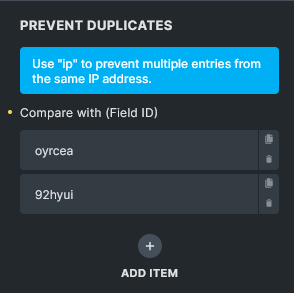 PREVENT DUPLICATES
Use "ip" to prevent multiple entries from
the same IP address.
Compare with (Field ID)
oyrcea
92hyui
ADD ITEM